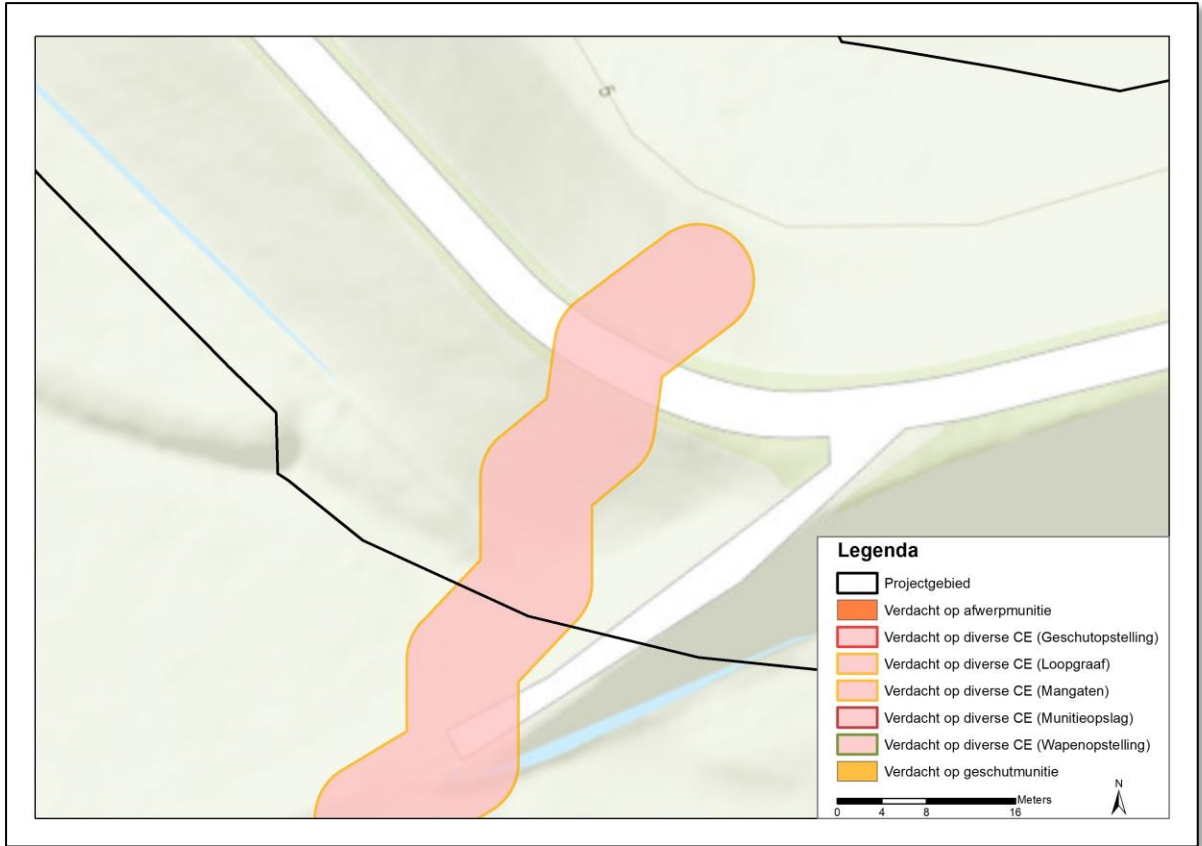 5
Legenda
Projectgebied
Verdacht op afwerpmunitie
Verdacht op diverse CE (Geschutopstelling)
Verdacht op diverse CE (Loopgraaf)
Verdacht op diverse CE (Mangaten)
Verdacht op diverse CE (Munitieopslag)
Verdacht op diverse CE (Wapenopstelling)
Verdacht op geschutmunitie
Meters
0 4 8 16
N